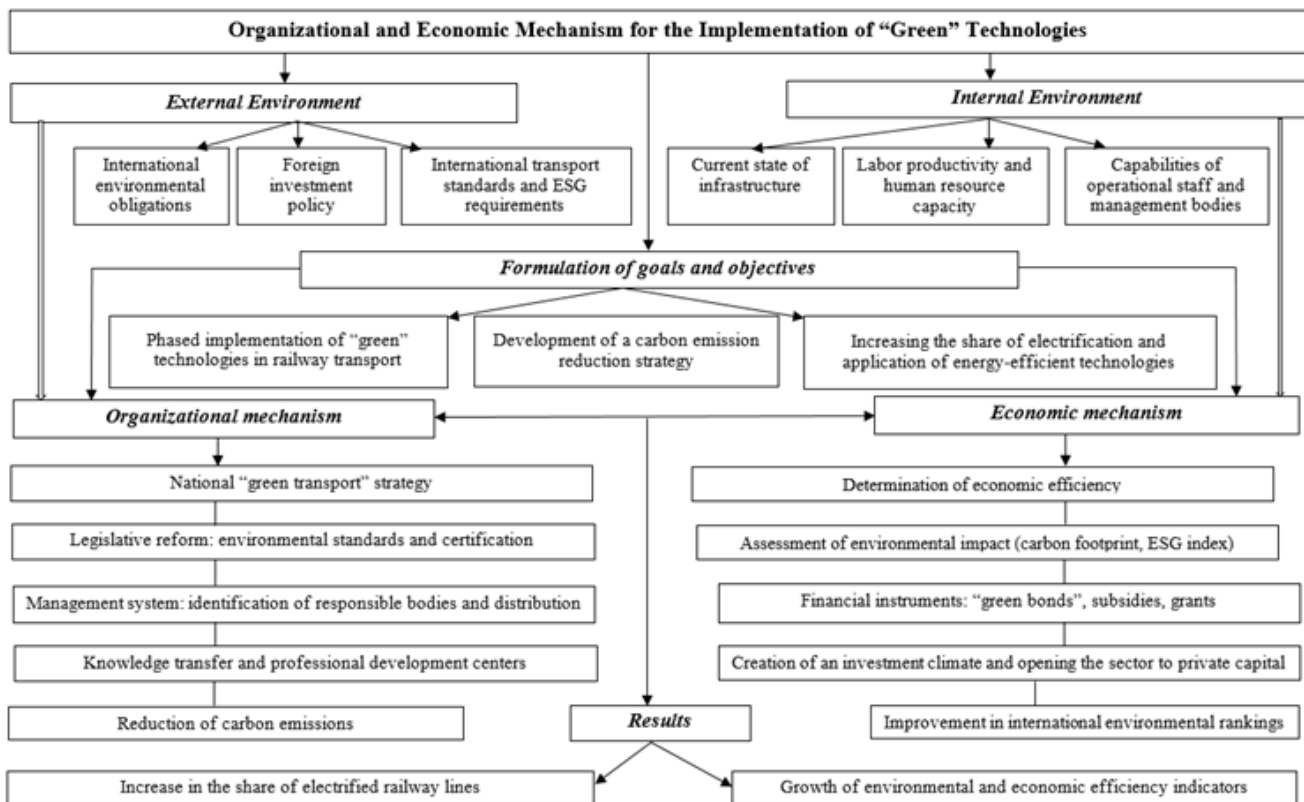 Organizational and Economic Mechanism for the Implementation of “Green” Technologies
External Environment
Internal Environment
International
environmental
obligations
Foreign
investment
policy
International transport
standards and ESG
requirements
Current state of
infrastructure
Labor productivity and
human resource
capacity
Capabilities of
operational staff and
management bodies
Formulation of goals and objectives
Phased implementation of “green”
technologies in railway transport
Development of a carbon emission
reduction strategy
Increasing the share of electrification and
application of energy-efficient technologies
Organizational mechanism
Economic mechanism
National “green transport” strategy
Determination of economic efficiency
Legislative reform: environmental standards and certification
Assessment of environmental impact (carbon footprint, ESG index)
Management system: identification of responsible bodies and distribution
Financial instruments: “green bonds”, subsidies, grants
Knowledge transfer and professional development centers
Creation of an investment climate and opening the sector to private capital
Reduction of carbon emissions
Results
Improvement in international environmental rankings
Increase in the share of electrified railway lines
Growth of environmental and economic efficiency indicators